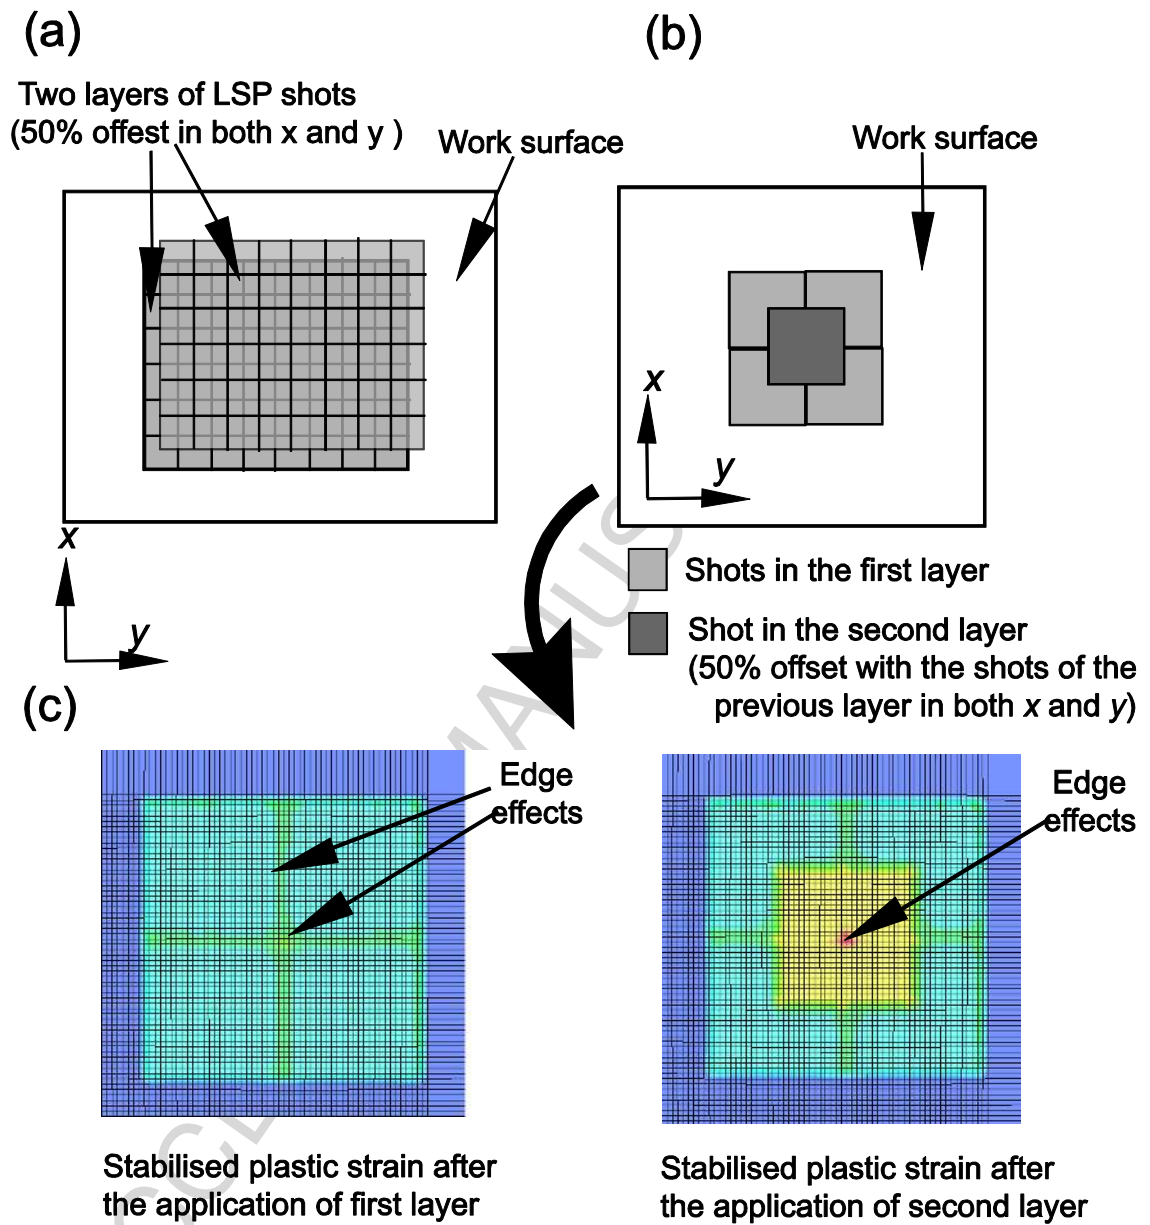 (a)
Two layers of LSP shots
(50% offest in both x and y )
Work surface
x
y
(b)
Work surface
x
y
Shots in the first layer
Shot in the second layer
(50% offset with the shots of the
previous layer in both x and y)
(c)
Edge
effects
Edge
effects
Stabilised plastic strain after
the application of first layer
Stabilised plastic strain after
the application of second layer